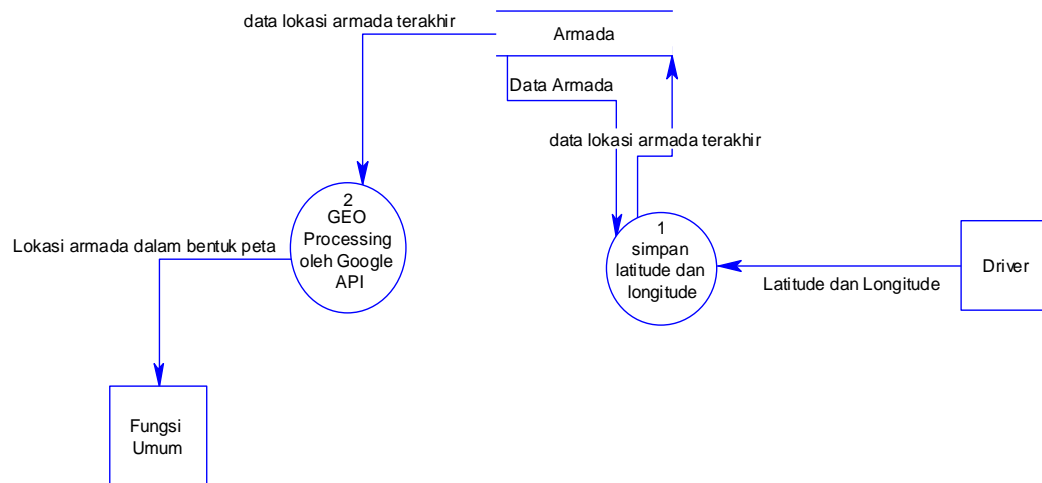 data lokasi armada terakhir
Armada
Data Armada
data lokasi armada terakhir
2
GEO
Processing
oleh Google
API
Lokasi armada dalam bentuk peta
1
simpan
latitude dan
longitude
Latitude dan Longitude
Driver
Fungsi
Umum